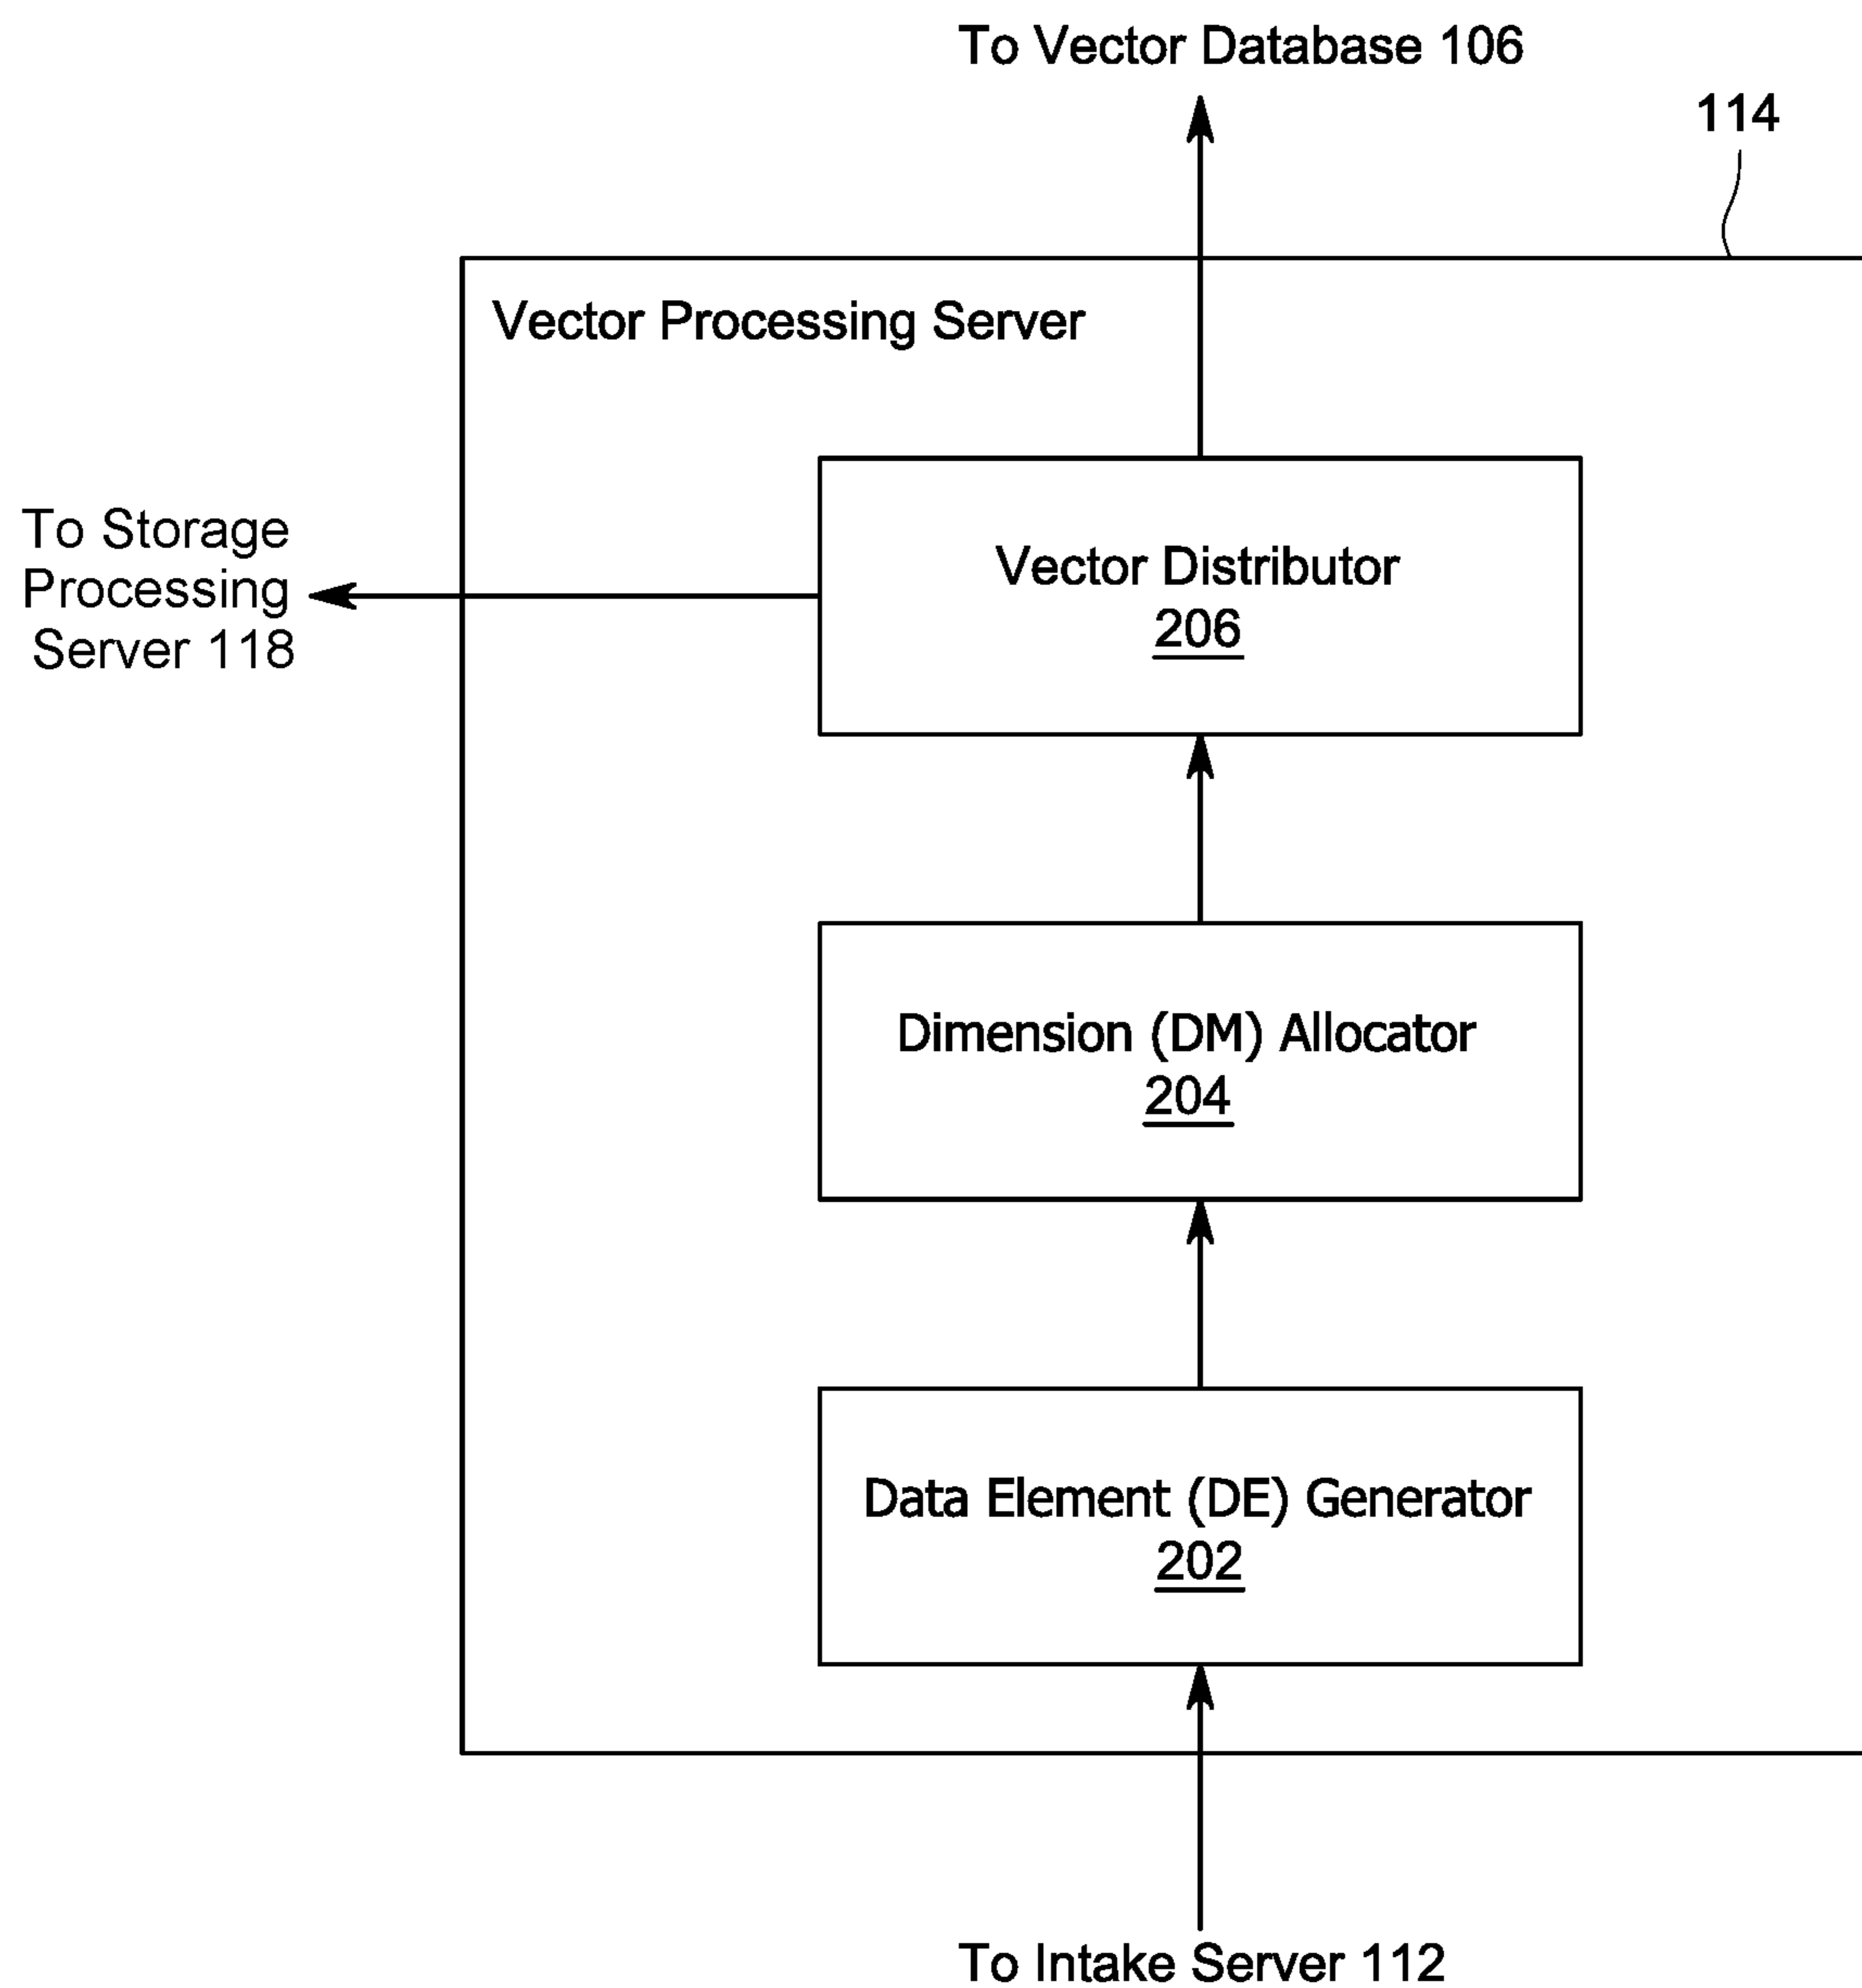 To Vector Database 106
114
Vector Processing Server
To Storage
Processing
Server 118
Vector Distributor
206
Dimension (DM) Allocator
204
Data Element (DE) Generator
202
To Intake Server 112